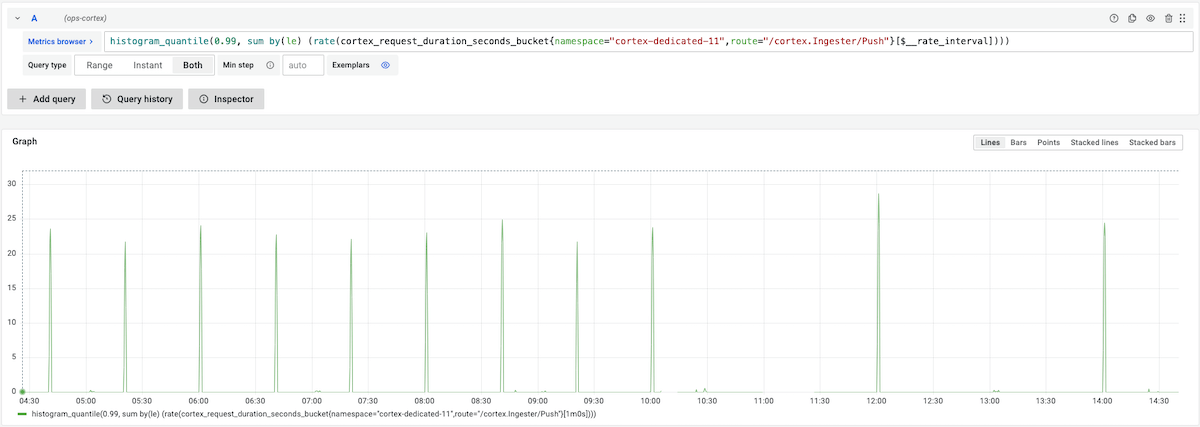 A (ops-cortex)
Metrics browser > histogram_quantile(0.99, sum by(le) (rate(cortex_request_duration_seconds_bucket{namespace="cortex-dedicated-11",route="/cortex.Ingester/Push"}[$__rate_interval])))
Query type Range Instant Both Min step auto Exemplars
+ Add query Query history Inspector
Graph
Lines Bars Points Stacked lines Stacked bars
30
25
20
15
10
5
0
04:30 05:00 05:30 06:00 06:30 07:00 07:30 08:00 08:30 09:00 09:30 10:00 10:30 11:00 11:30 12:00 12:30 13:00 13:30 14:00 14:30
histogram_quantile(0.99, sum by(le) (rate(cortex_request_duration_seconds_bucket{namespace="cortex-dedicated-11",route="/cortex.Ingester/Push"}[1m0s])))